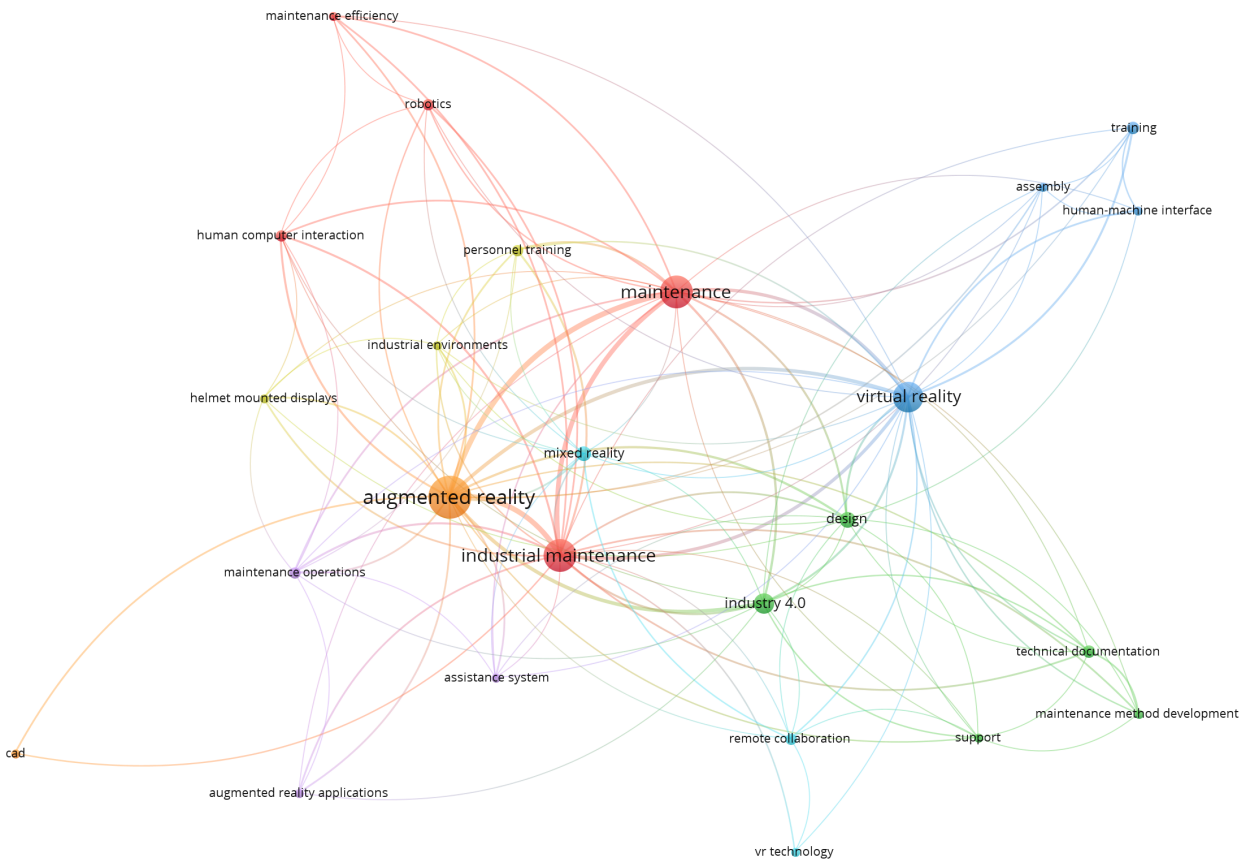 maintenance efficiency
robotics
training
assembly
human-machine interface
human computer interaction
personnel training
maintenance
industrial environments
helmet mounted displays
virtual reality
mixed reality
augmented reality
design
industrial maintenance
maintenance operations
industry 4.0
technical documentation
assistance system
maintenance method development
remote collaboration
support
cad
augmented reality applications
vr technology